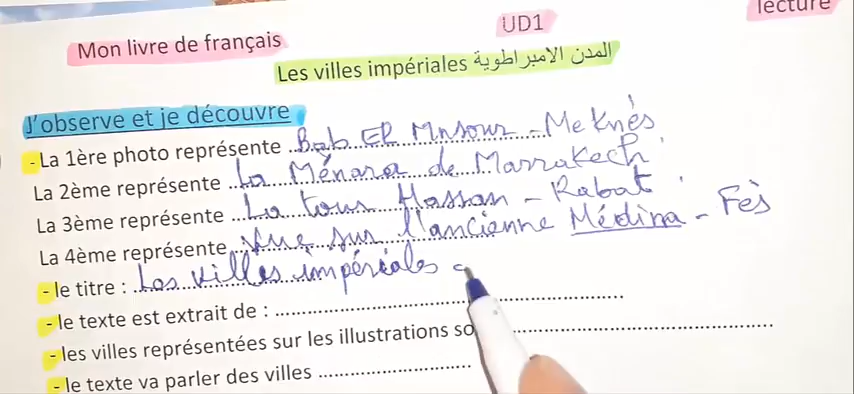 lecture
Mon livre de français UD1
Les villes impériales المدن الامبراطوية
J'observe et je découvre
- La 1ère photo représente Bab El Mnsour - Meknès
La 2ème représente La Ménara de Marrakech
La 3ème représente La tour Hassan - Rabat
La 4ème représente Vue sur l'ancienne Médina - Fès
- le titre : Les villes impériales
- le texte est extrait de :
- les villes représentées sur les illustrations so
- le texte va parler des villes